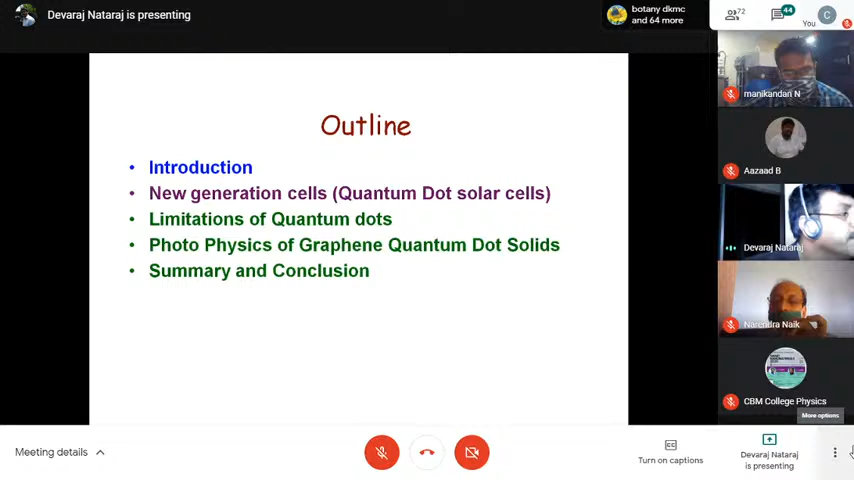 Devaraj Nataraj is presenting
botany dkmc
and 64 more
72
44
You
C
Outline
• Introduction
• New generation cells (Quantum Dot solar cells)
• Limitations of Quantum dots
• Photo Physics of Graphene Quantum Dot Solids
• Summary and Conclusion
manikandan N
Aazaad B
Devaraj Nataraj
Narendra Naik
CBM College Physics
More options
Meeting details
Turn on captions
Devaraj Nataraj
is presenting